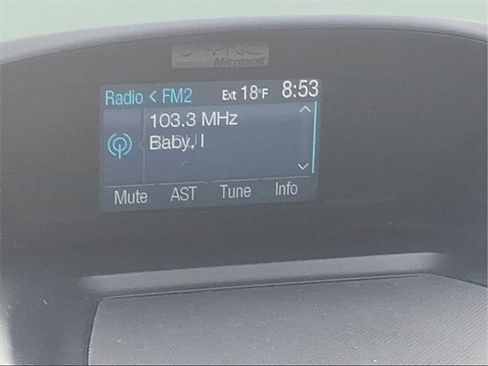 SYNC
Microsoft
Radio < FM2 Ext 18°F 8:53
103.3 MHz
Baby, I
Mute AST Tune Info